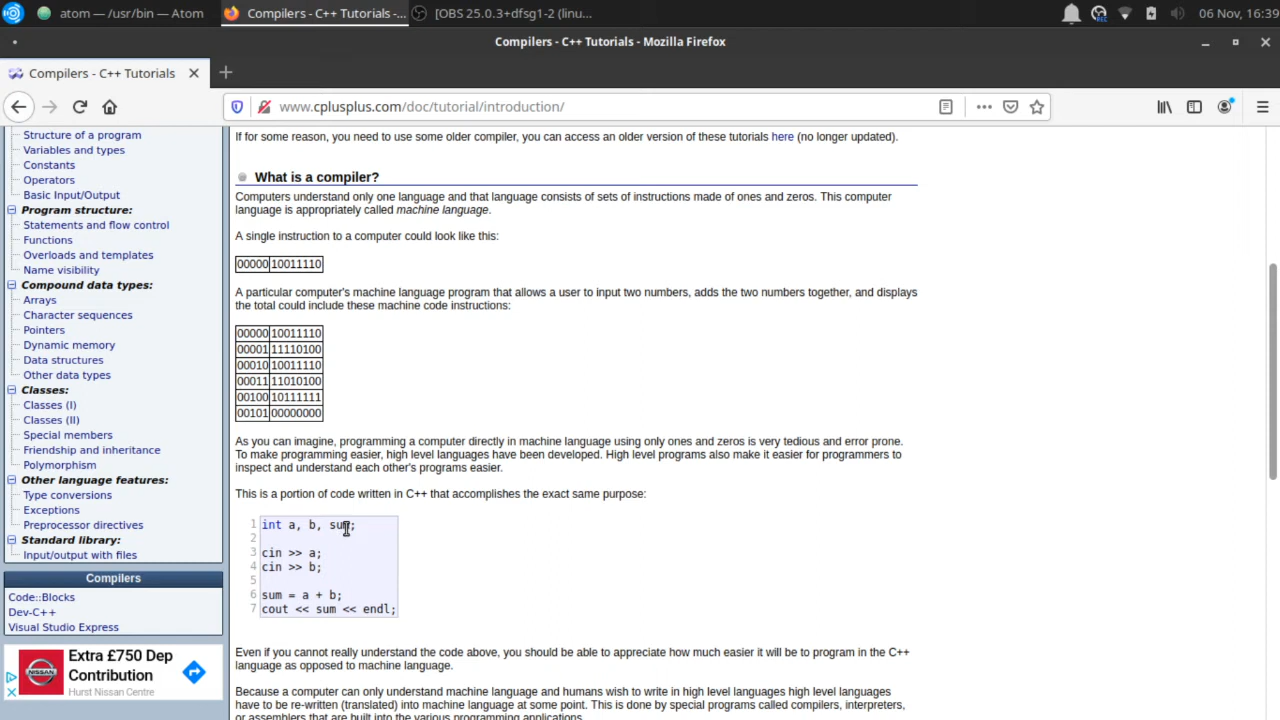 atom — /usr/bin — Atom
Compilers - C++ Tutorials -...
[OBS 25.0.3+dfsg1-2 (linu...
06 Nov, 16:39
Compilers - C++ Tutorials - Mozilla Firefox
Compilers - C++ Tutorials
www.cplusplus.com/doc/tutorial/introduction/
Structure of a program
Variables and types
Constants
Operators
Basic Input/Output
Program structure:
Statements and flow control
Functions
Overloads and templates
Name visibility
Compound data types:
Arrays
Character sequences
Pointers
Dynamic memory
Data structures
Other data types
Classes:
Classes (I)
Classes (II)
Special members
Friendship and inheritance
Polymorphism
Other language features:
Type conversions
Exceptions
Preprocessor directives
Standard library:
Input/output with files
Compilers
Code::Blocks
Dev-C++
Visual Studio Express
Extra £750 Dep
Contribution
Hurst Nissan Centre
NISSAN
If for some reason, you need to use some older compiler, you can access an older version of these tutorials here (no longer updated).
What is a compiler?
Computers understand only one language and that language consists of sets of instructions made of ones and zeros. This computer
language is appropriately called machine language.
A single instruction to a computer could look like this:
00000 10011110
A particular computer's machine language program that allows a user to input two numbers, adds the two numbers together, and displays
the total could include these machine code instructions:
00000 10011110
00001 11110100
00010 10011110
00011 11010100
00100 10111111
00101 00000000
As you can imagine, programming a computer directly in machine language using only ones and zeros is very tedious and error prone.
To make programming easier, high level languages have been developed. High level programs also make it easier for programmers to
inspect and understand each other's programs easier.
This is a portion of code written in C++ that accomplishes the exact same purpose:
1 int a, b, sum;
2
3 cin >> a;
4 cin >> b;
5
6 sum = a + b;
7 cout << sum << endl;
Even if you cannot really understand the code above, you should be able to appreciate how much easier it will be to program in the C++
language as opposed to machine language.
Because a computer can only understand machine language and humans wish to write in high level languages high level languages
have to be re-written (translated) into machine language at some point. This is done by special programs called compilers, interpreters,
or assemblers that are built into the various programming applications.